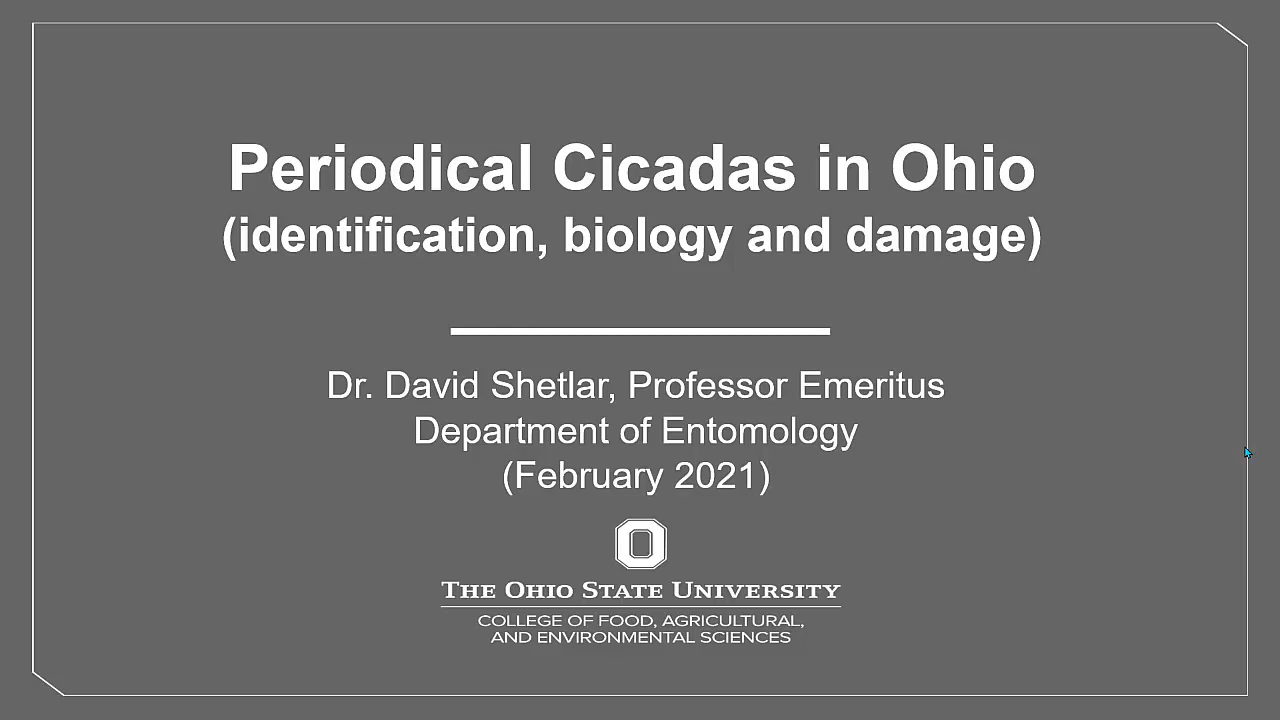 Periodical Cicadas in Ohio
(identification, biology and damage)
Dr. David Shetlar, Professor Emeritus
Department of Entomology
(February 2021)
THE OHIO STATE UNIVERSITY
COLLEGE OF FOOD, AGRICULTURAL,
AND ENVIRONMENTAL SCIENCES